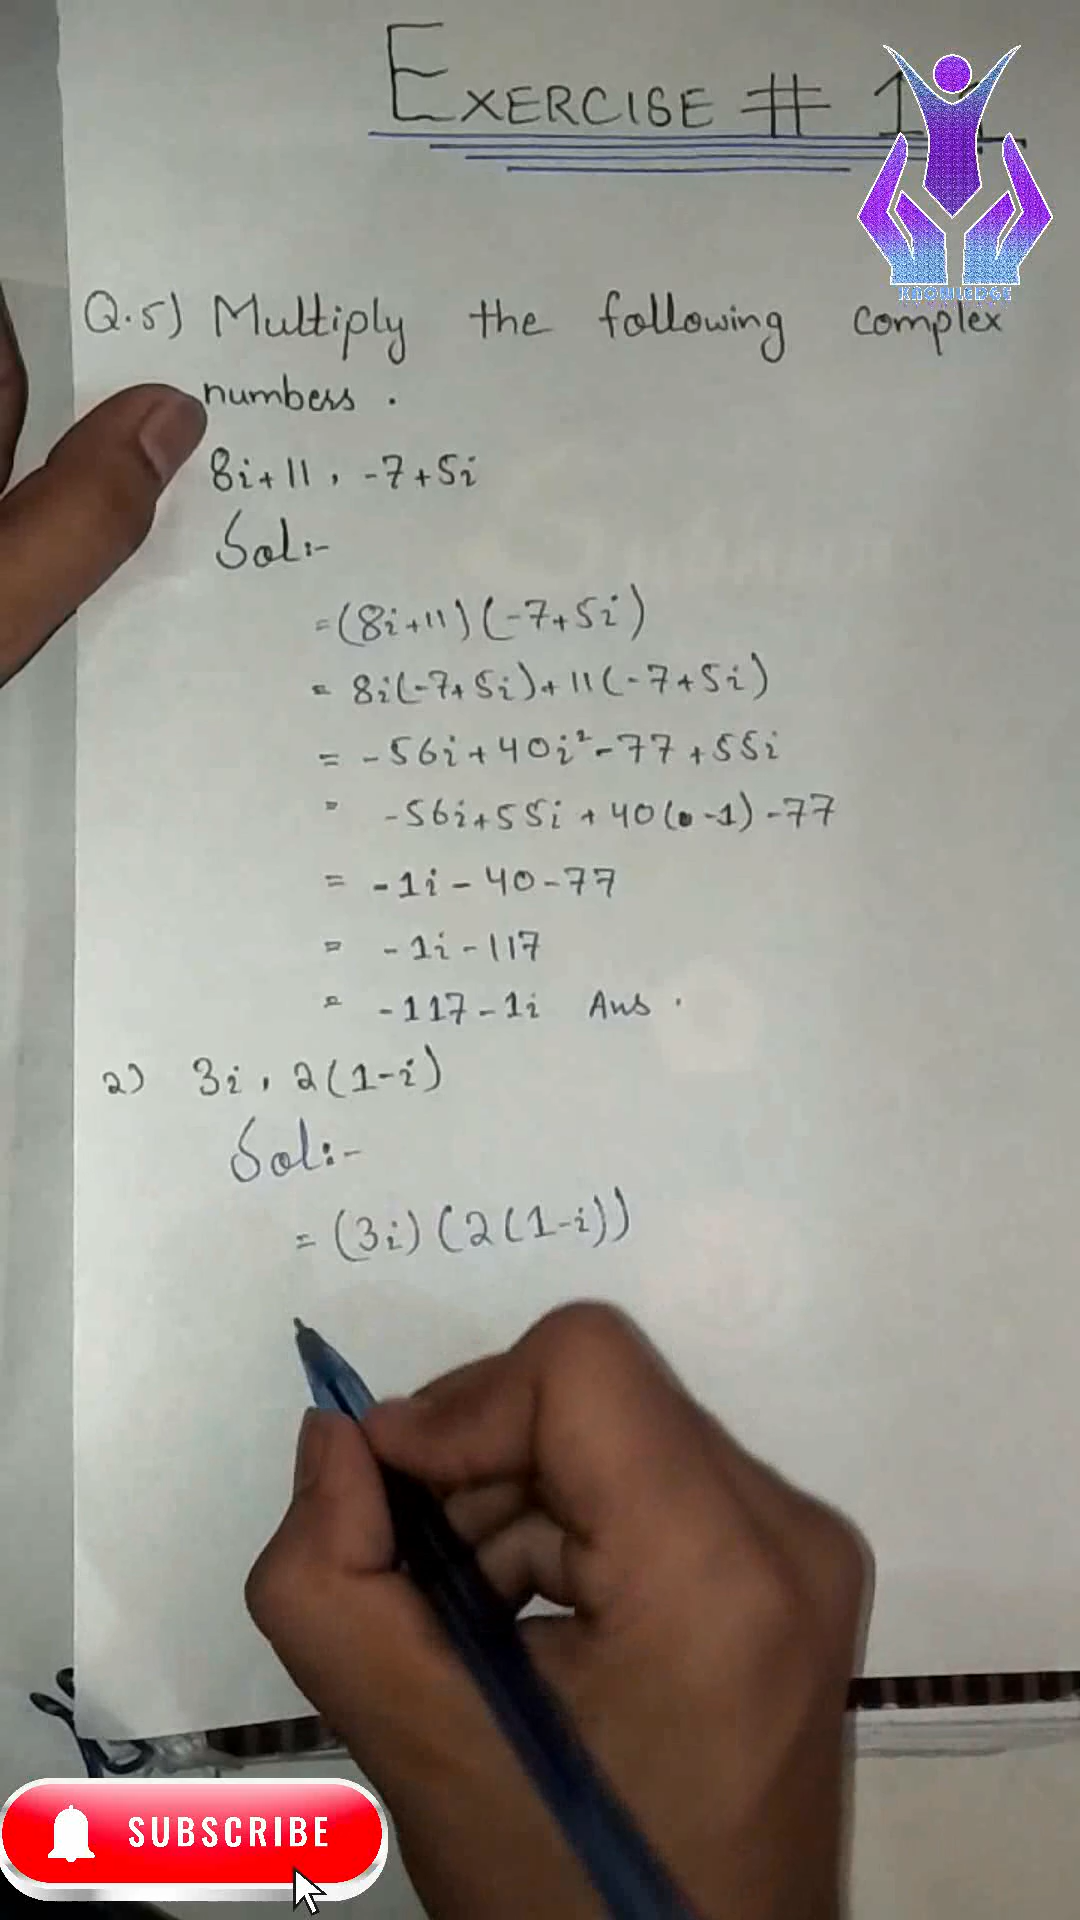 EXERCISE # 1.1
KNOWLEDGE
Q.5) Multiply the following complex
numbers.
8i+11, -7+5i
Sol:-
=(8i+11)(-7+5i)
= 8i(-7+5i)+11(-7+5i)
= -56i+40i²-77+55i
= -56i+55i+40(-1)-77
= -1i-40-77
= -1i-117
= -117-1i Ans.
2) 3i, 2(1-i)
Sol:-
= (3i)(2(1-i))
SUBSCRIBE